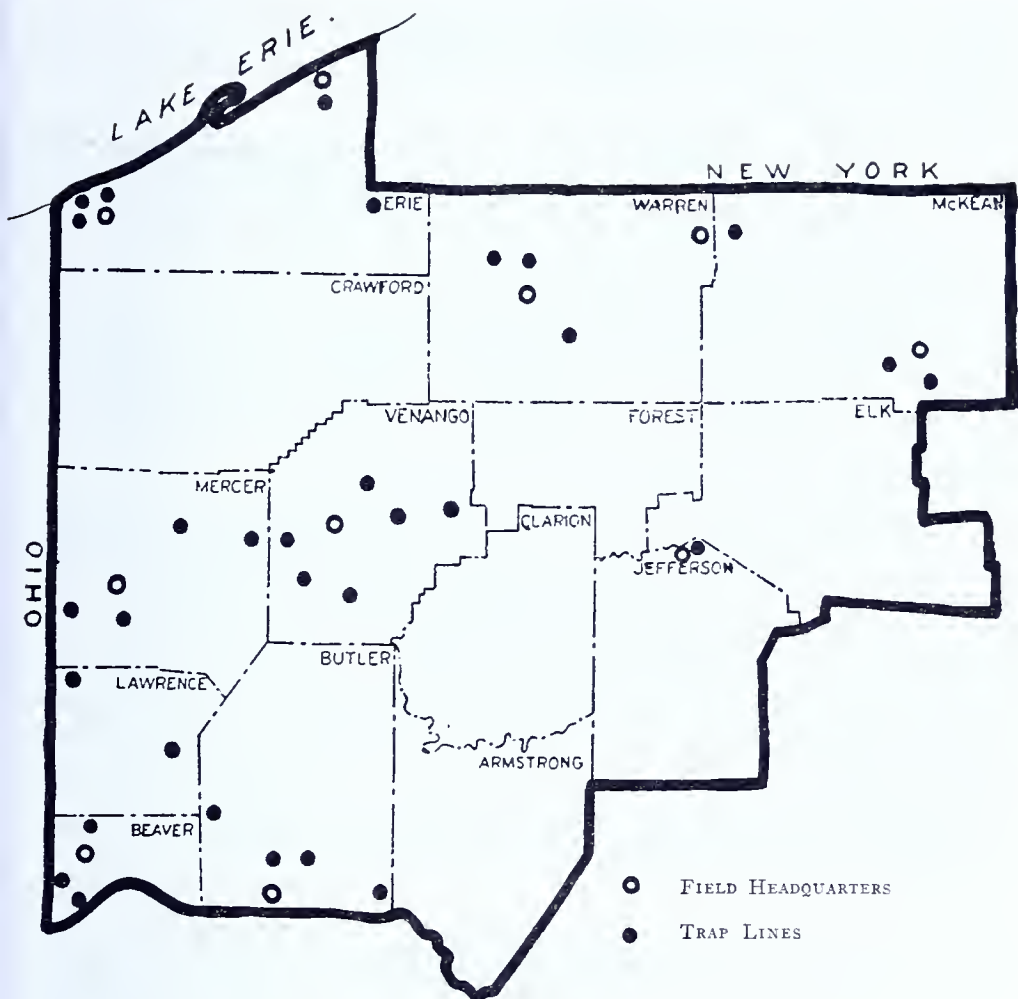 LAKE ERIE.
NEW YORK
ERIE
WARREN
McKEAN
CRAWFORD
VENANGO
FOREST
ELK
MERCER
CLARION
JEFFERSON
OHIO
BUTLER
LAWRENCE
ARMSTRONG
BEAVER
FIELD HEADQUARTERS
TRAP LINES